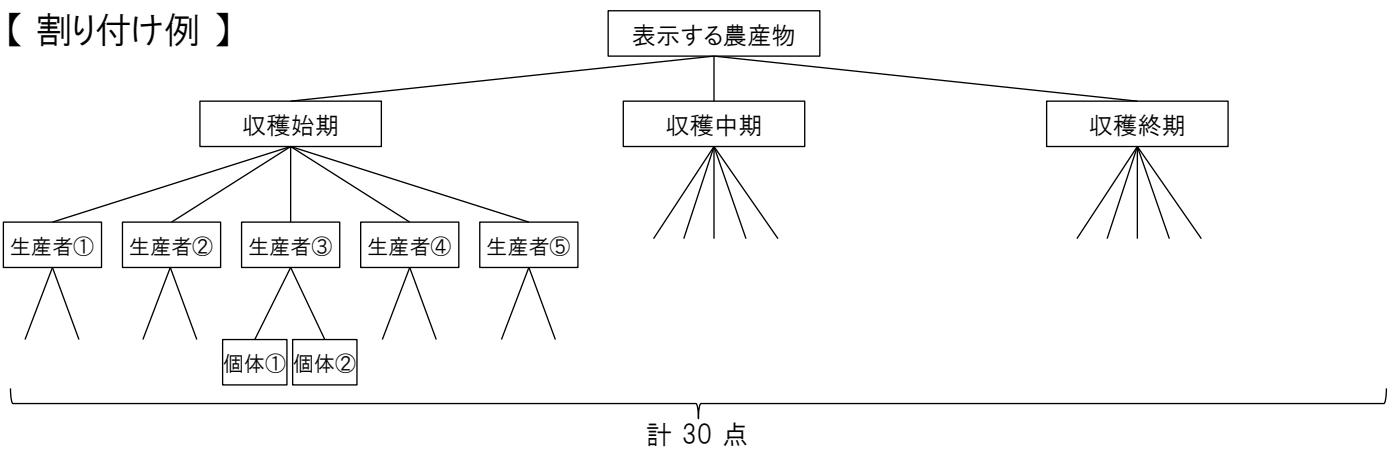 【 割り付け例 】
表示する農産物
収穫始期
収穫中期
収穫終期
生産者①
生産者②
生産者③
生産者④
生産者⑤
個体①
個体②
計 30 点